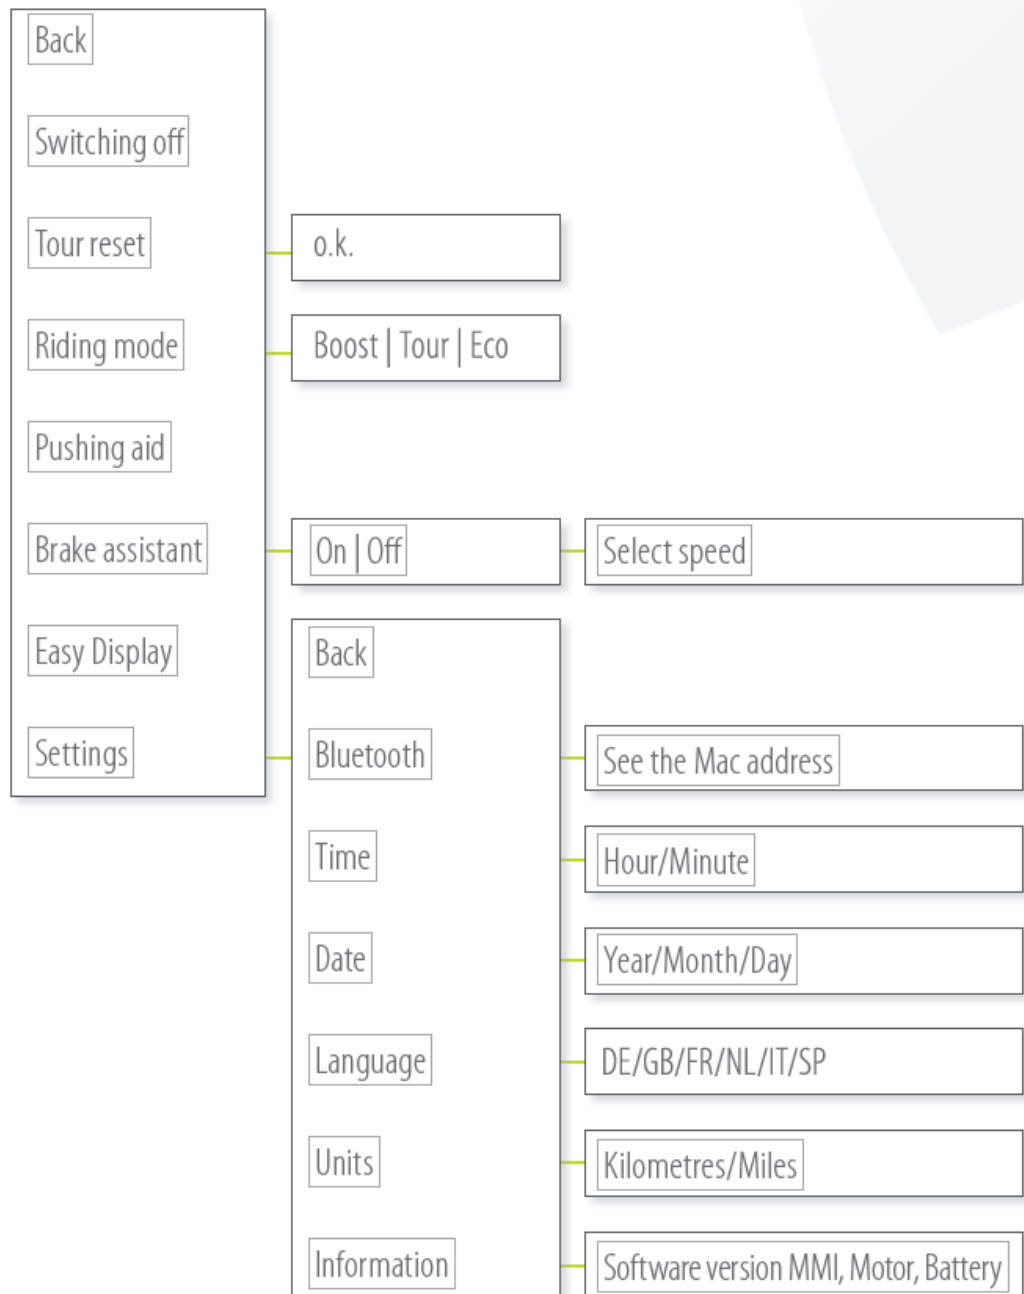 Back
Switching off
Tour reset
o.k.
Riding mode
Boost | Tour | Eco
Pushing aid
Brake assistant
On | Off
Select speed
Easy Display
Back
Settings
Bluetooth
See the Mac address
Time
Hour/Minute
Date
Year/Month/Day
Language
DE/GB/FR/NL/IT/SP
Units
Kilometres/Miles
Information
Software version MMI, Motor, Battery